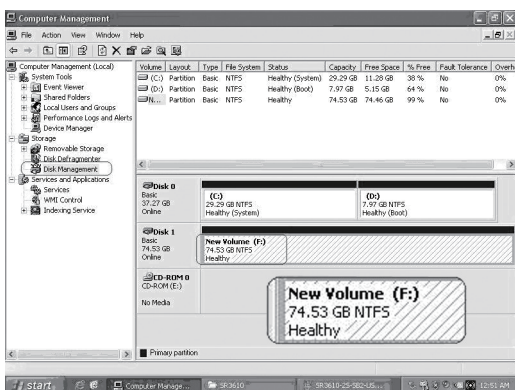 Computer Management
File Action View Window Help
Computer Management (Local)
System Tools
Event Viewer
Shared Folders
Local Users and Groups
Performance Logs and Alerts
Device Manager
Storage
Removable Storage
Disk Defragmenter
Disk Management
Services and Applications
Services
WMI Control
Indexing Service
Volume Layout Type File System Status Capacity Free Space % Free Fault Tolerance Overh
(C:) Partition Basic NTFS Healthy (System) 29.29 GB 11.28 GB 38 % No 0%
(D:) Partition Basic NTFS Healthy (Boot) 7.97 GB 5.15 GB 64 % No 0%
N... Partition Basic NTFS Healthy 74.53 GB 74.46 GB 99 % No 0%
Disk 0
Basic
37.27 GB
Online
(C:)
29.29 GB NTFS
Healthy (System)
(D:)
7.97 GB NTFS
Healthy (Boot)
Disk 1
Basic
74.53 GB
Online
New Volume (F:)
74.53 GB NTFS
Healthy
CD-ROM 0
CD-ROM (E:)
No Media
New Volume (F:)
74.53 GB NTFS
Healthy
Primary partition
start
Computer Manage...
SR3610
SR3610-2S-SB2-US...
12:51 AM